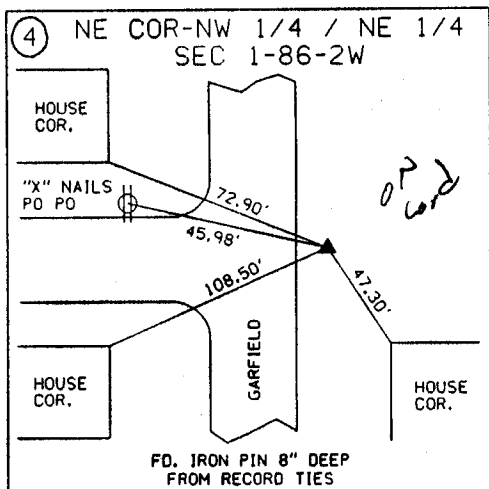 4 NE COR-NW 1/4 / NE 1/4
SEC 1-86-2W
HOUSE
COR.
"X" NAILS
PO PO
72.90'
45.98'
108.50'
47.30'
GARFIELD
HOUSE
COR.
HOUSE
COR.
FD. IRON PIN 8" DEEP
FROM RECORD TIES